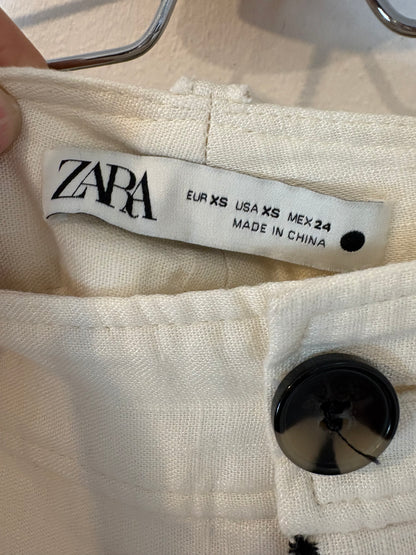 ZARA
EUR XS USA XS MEX 24
MADE IN CHINA